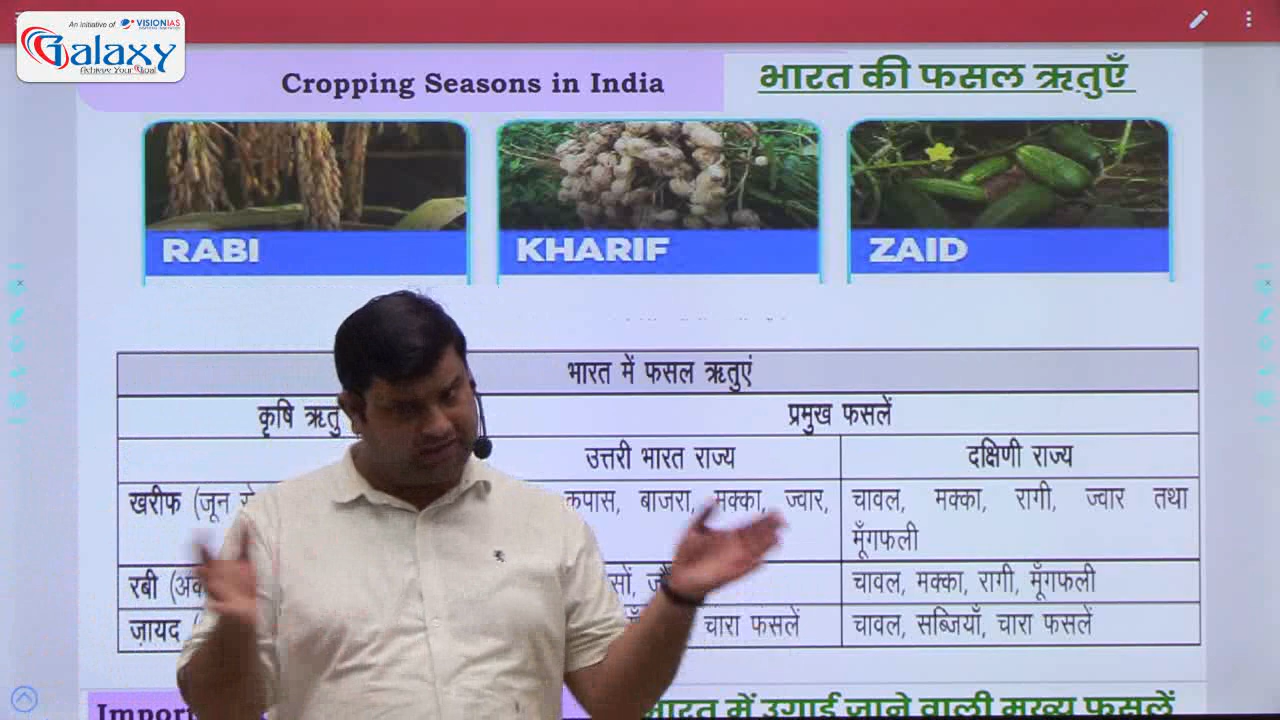 An initiative of VISIONIAS
Galaxy
Achieve Your Goal
Cropping Seasons in India
भारत की फसल ऋतुएँ
RABI
KHARIF
ZAID
भारत में फसल ऋतुएं
कृषि ऋतु
प्रमुख फसलें
उत्तरी भारत राज्य
दक्षिणी राज्य
खरीफ (जून
कपास, बाजरा, मक्का, ज्वार,
चावल, मक्का, रागी, ज्वार तथा
मूँगफली
रबी
चावल, मक्का, रागी, मूँगफली
ज़ायद
चारा फसलें
चावल, सब्जियाँ, चारा फसलें
भारत में उगाई जाने वाली मुख्य फसलें